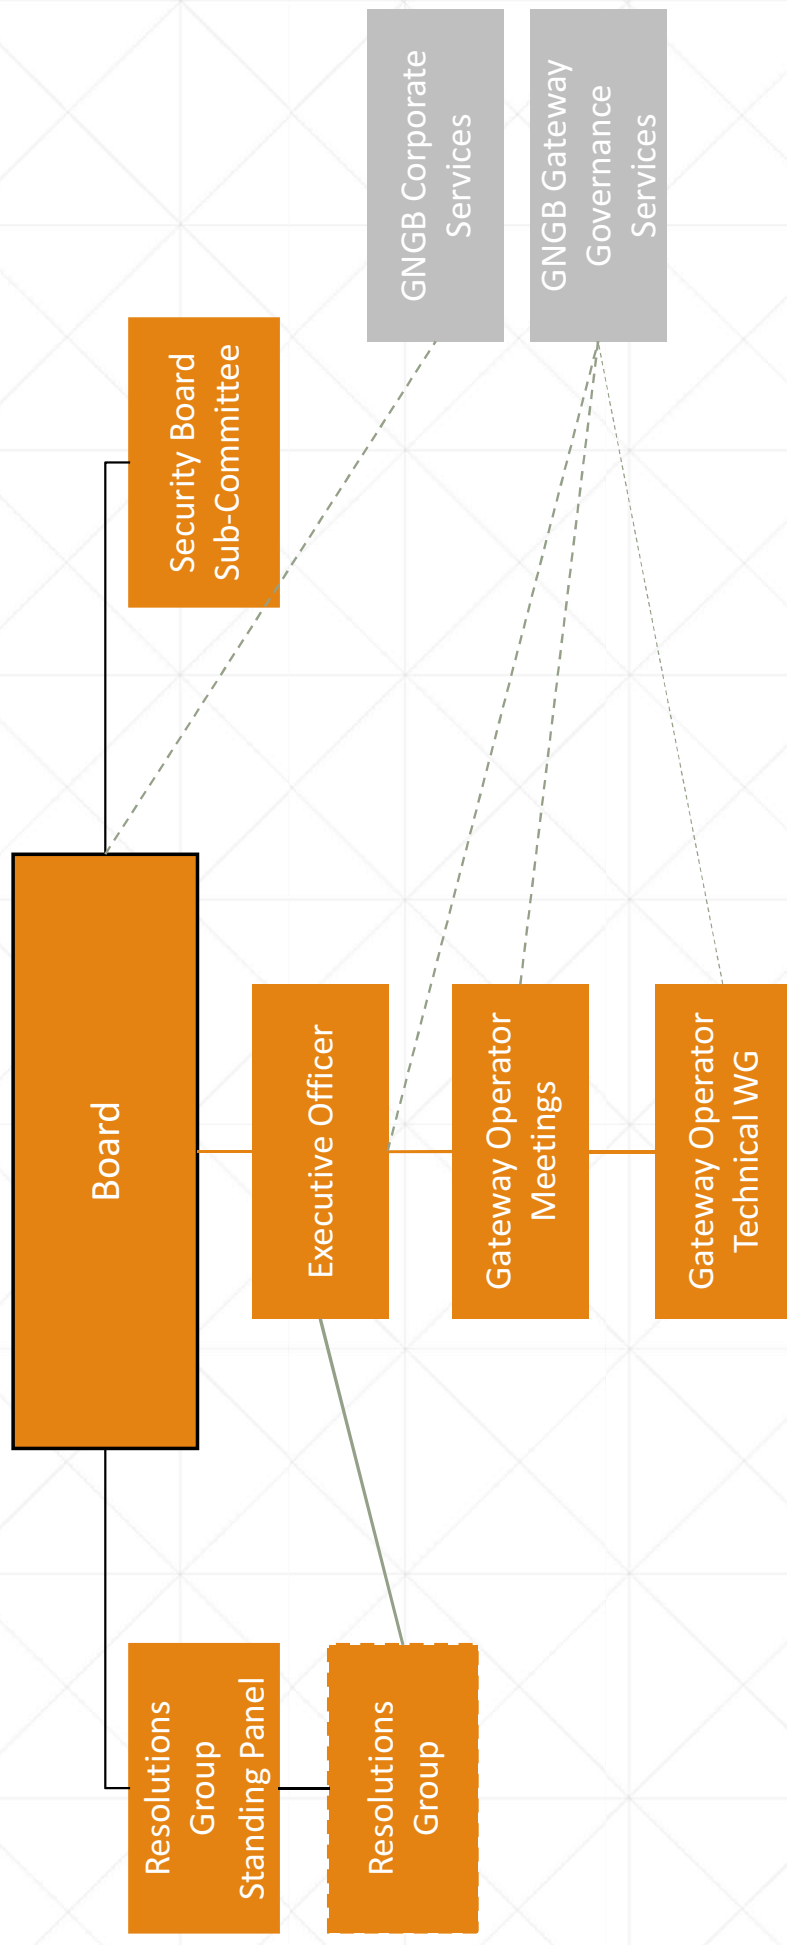 Board
Resolutions
Group
Standing Panel
Security Board
Sub-Committee
Executive Officer
Resolutions
Group
GNGB Corporate
Services
Gateway Operator
Meetings
GNGB Gateway
Governance
Services
Gateway Operator
Technical WG